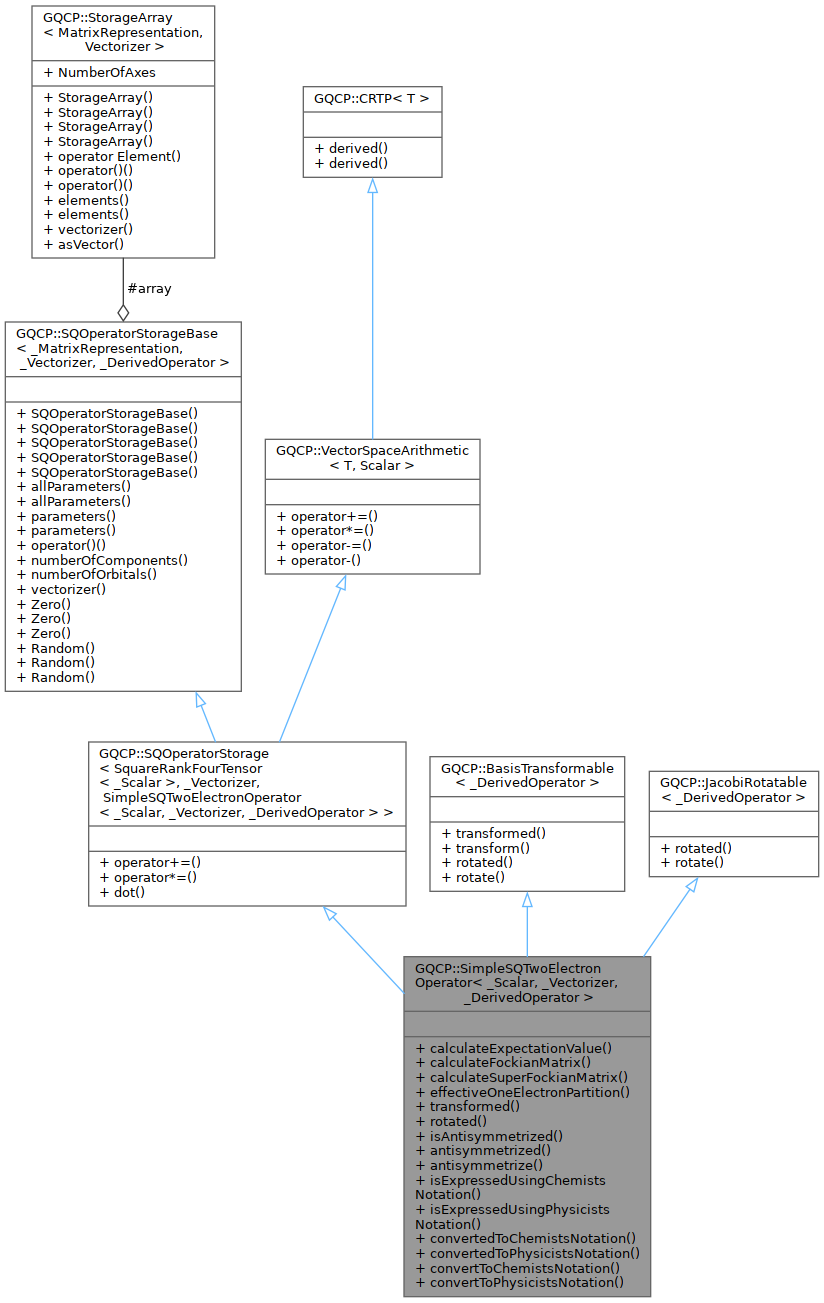 GQCP::StorageArray
< MatrixRepresentation,
Vectorizer >
+ NumberOfAxes
+ StorageArray()
+ StorageArray()
+ StorageArray()
+ StorageArray()
+ operator Element()
+ operator()()
+ operator()()
+ elements()
+ elements()
+ vectorizer()
+ asVector()
GQCP::CRTP< T >
+ derived()
+ derived()
#array
GQCP::SQOperatorStorageBase
< _MatrixRepresentation,
_Vectorizer, _DerivedOperator >
+ SQOperatorStorageBase()
+ SQOperatorStorageBase()
+ SQOperatorStorageBase()
+ SQOperatorStorageBase()
+ SQOperatorStorageBase()
+ allParameters()
+ allParameters()
+ parameters()
+ parameters()
+ operator()()
+ numberOfComponents()
+ numberOfOrbitals()
+ vectorizer()
+ Zero()
+ Zero()
+ Zero()
+ Random()
+ Random()
+ Random()
GQCP::VectorSpaceArithmetic
< T, Scalar >
+ operator+=()
+ operator*=()
+ operator-=()
+ operator-()
GQCP::SQOperatorStorage
< SquareRankFourTensor
< _Scalar >, _Vectorizer,
SimpleSQTwoElectronOperator
< _Scalar, _Vectorizer, _DerivedOperator > >
+ operator+=()
+ operator*=()
+ dot()
GQCP::BasisTransformable
< _DerivedOperator >
+ transformed()
+ transform()
+ rotated()
+ rotate()
GQCP::JacobiRotatable
< _DerivedOperator >
+ rotated()
+ rotate()
GQCP::SimpleSQTwoElectron
Operator< _Scalar, _Vectorizer,
_DerivedOperator >
+ calculateExpectationValue()
+ calculateFockianMatrix()
+ calculateSuperFockianMatrix()
+ effectiveOneElectronPartition()
+ transformed()
+ rotated()
+ isAntisymmetrized()
+ antisymmetrized()
+ antisymmetrize()
+ isExpressedUsingChemists
Notation()
+ isExpressedUsingPhysicists
Notation()
+ convertedToChemistsNotation()
+ convertedToPhysicistsNotation()
+ convertToChemistsNotation()
+ convertToPhysicistsNotation()